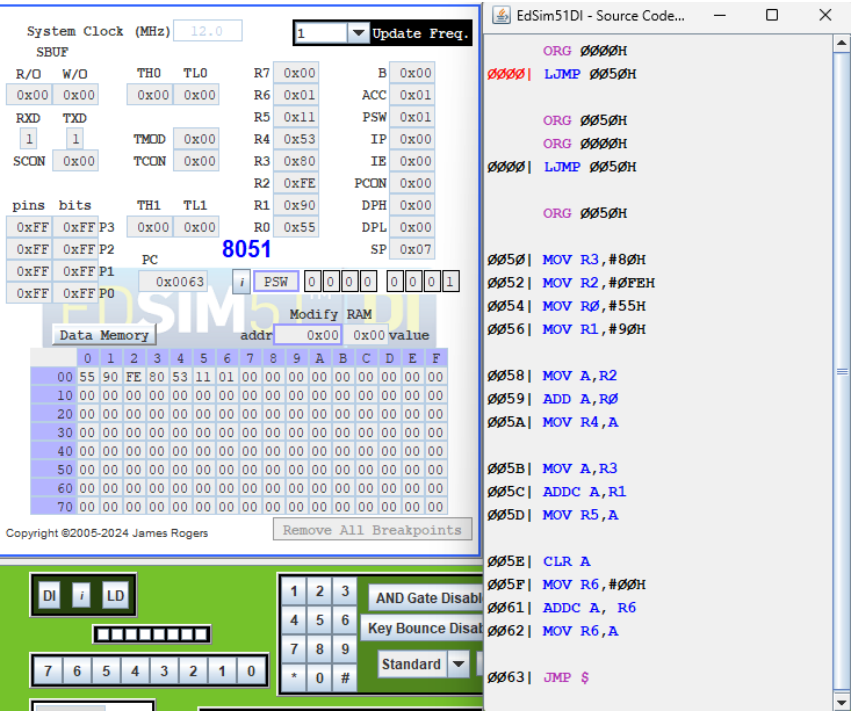 System Clock (MHz) 12.0 1 Update Freq.
SBUF
R/O W/O TH0 TL0 R7 0x00 B 0x00
0x00 0x00 0x00 0x00 R6 0x01 ACC 0x01
RXD TXD R5 0x11 PSW 0x01
1 1 TMOD 0x00 R4 0x53 IP 0x00
SCON 0x00 TCON 0x00 R3 0x80 IE 0x00
R2 0xFE PCON 0x00
pins bits TH1 TL1 R1 0x90 DPH 0x00
0xFF 0xFF P3 0x00 0x00 R0 0x55 DPL 0x00
0xFF 0xFF P2 8051 SP 0x07
0xFF 0xFF P1 PC
0xFF 0xFF P0 0x0063 i PSW 0 0 0 0 0 0 0 1
EDSIM51DI
TM
Modify RAM
Data Memory addr 0x00 0x00 value
0 1 2 3 4 5 6 7 8 9 A B C D E F
00 55 90 FE 80 53 11 01 00 00 00 00 00 00 00 00 00
10 00 00 00 00 00 00 00 00 00 00 00 00 00 00 00 00
20 00 00 00 00 00 00 00 00 00 00 00 00 00 00 00 00
30 00 00 00 00 00 00 00 00 00 00 00 00 00 00 00 00
40 00 00 00 00 00 00 00 00 00 00 00 00 00 00 00 00
50 00 00 00 00 00 00 00 00 00 00 00 00 00 00 00 00
60 00 00 00 00 00 00 00 00 00 00 00 00 00 00 00 00
70 00 00 00 00 00 00 00 00 00 00 00 00 00 00 00 00
Copyright ©2005-2024 James Rogers Remove All Breakpoints
DI i LD
7 6 5 4 3 2 1 0
1 2 3
4 5 6
7 8 9
* 0 #
AND Gate Disabl
Key Bounce Disab
Standard
EdSim51DI - Source Code...
ORG 0000H
0000| LJMP 0050H
ORG 0050H
ORG 0000H
0000| LJMP 0050H
ORG 0050H
0050| MOV R3,#80H
0052| MOV R2,#0FEH
0054| MOV R0,#55H
0056| MOV R1,#90H
0058| MOV A,R2
0059| ADD A,R0
005A| MOV R4,A
005B| MOV A,R3
005C| ADDC A,R1
005D| MOV R5,A
005E| CLR A
005F| MOV R6,#00H
0061| ADDC A, R6
0062| MOV R6,A
0063| JMP $